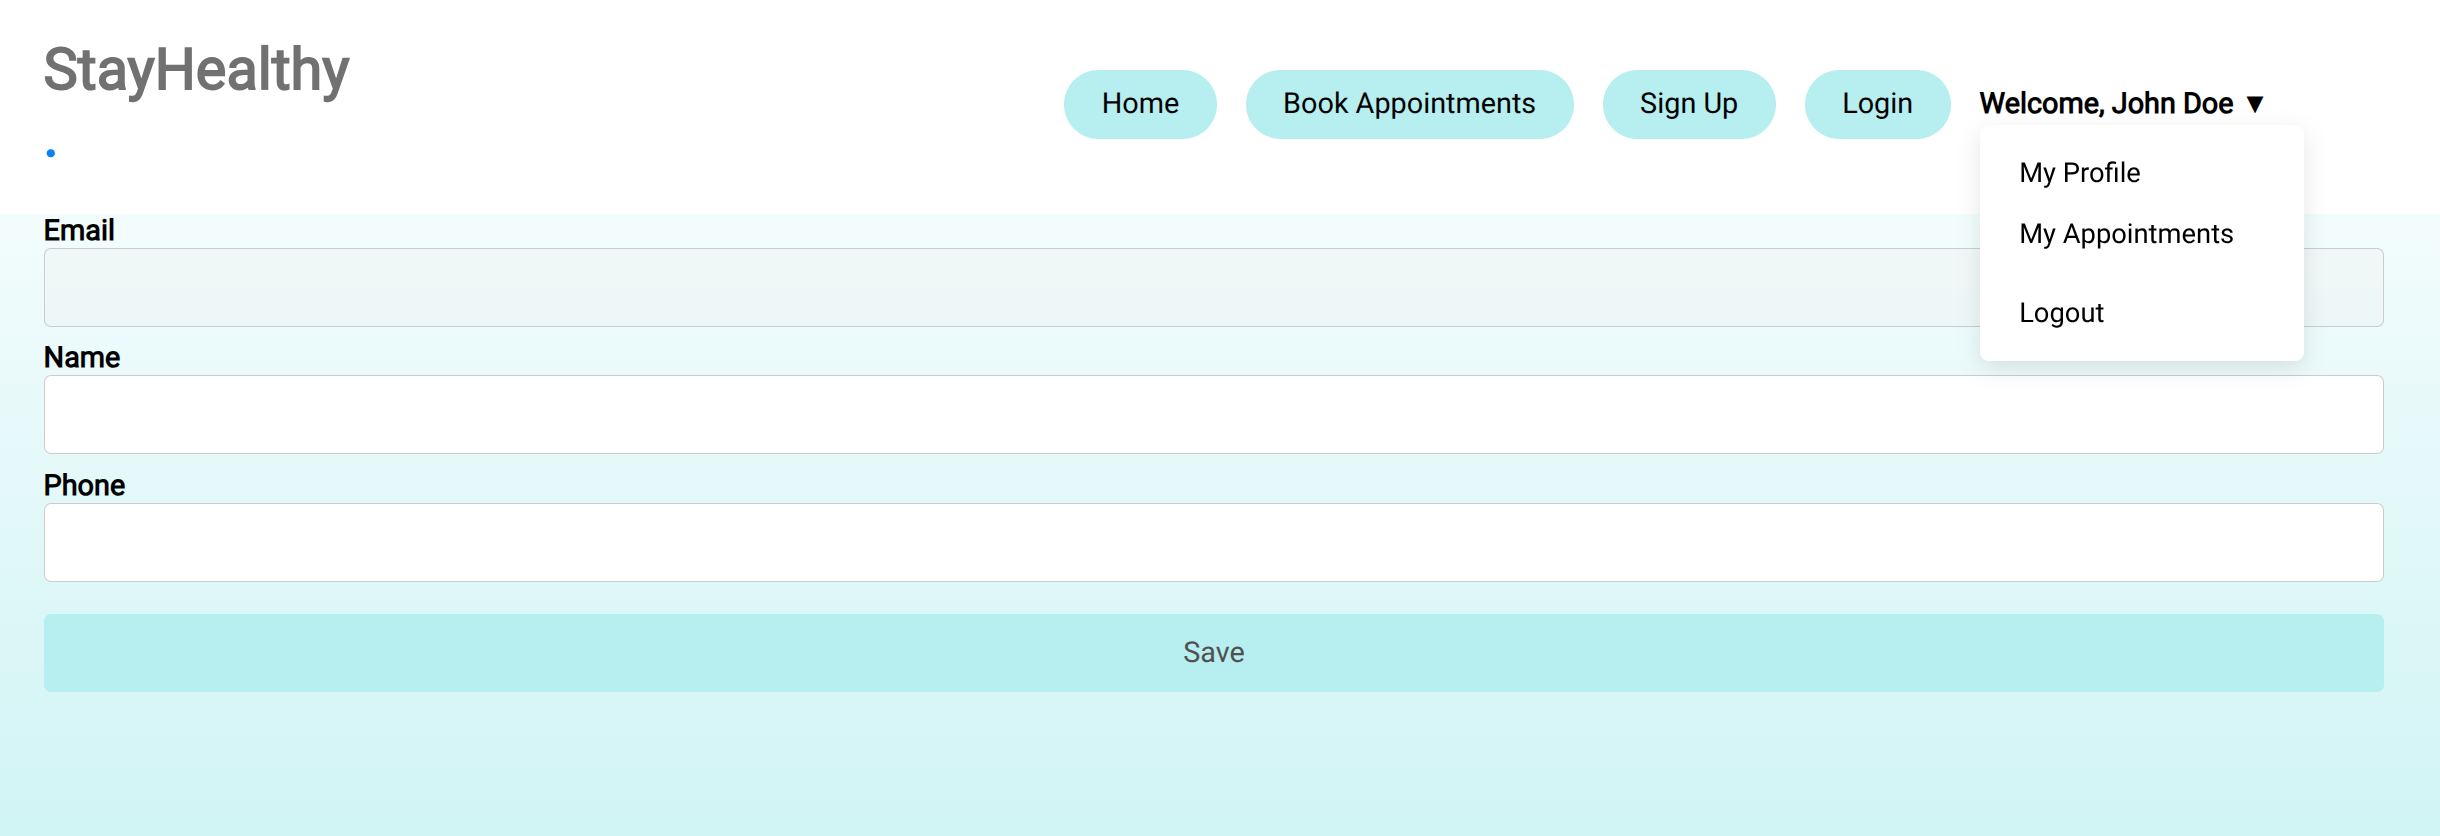 StayHealthy
Home
Book Appointments
Sign Up
Login
Welcome, John Doe ▼
My Profile
My Appointments
Logout
Email
Name
Phone
Save